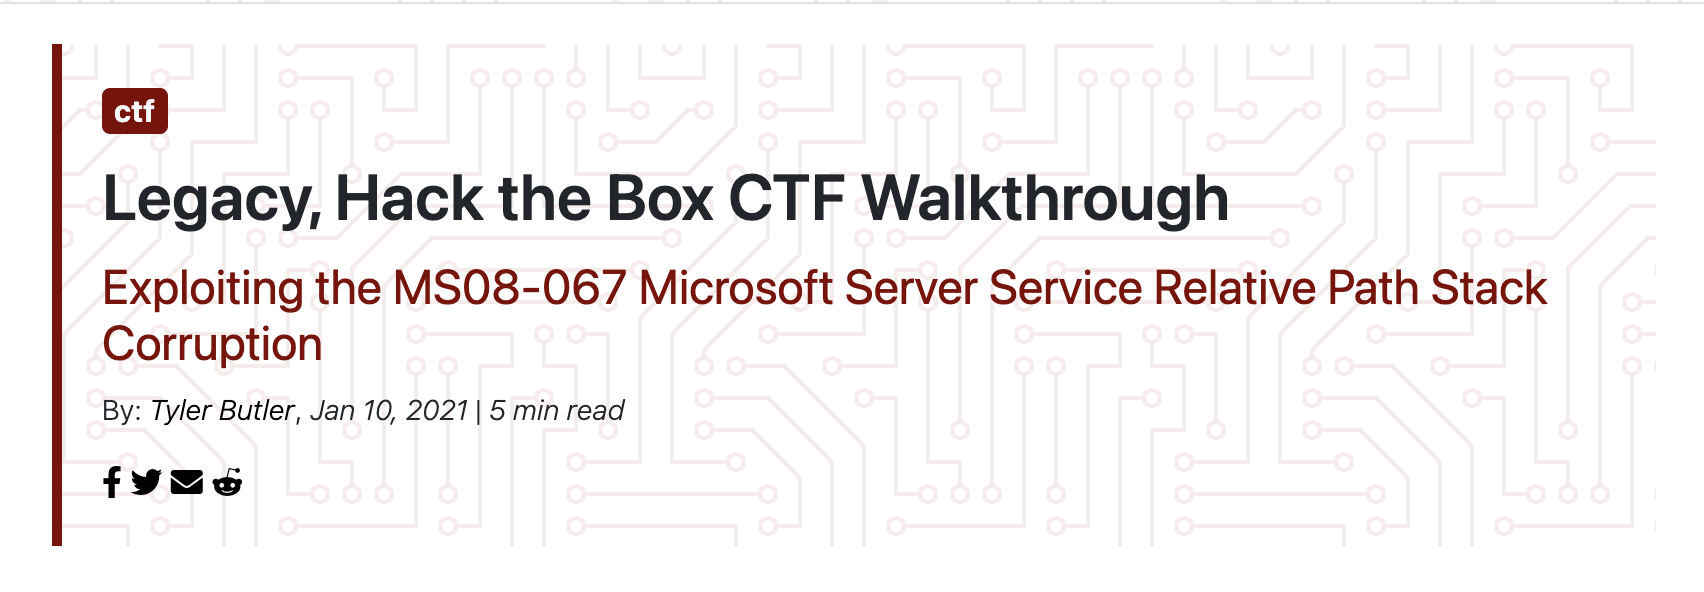 ctf
Legacy, Hack the Box CTF Walkthrough
Exploiting the MS08-067 Microsoft Server Service Relative Path Stack
Corruption
By: Tyler Butler, Jan 10, 2021 | 5 min read